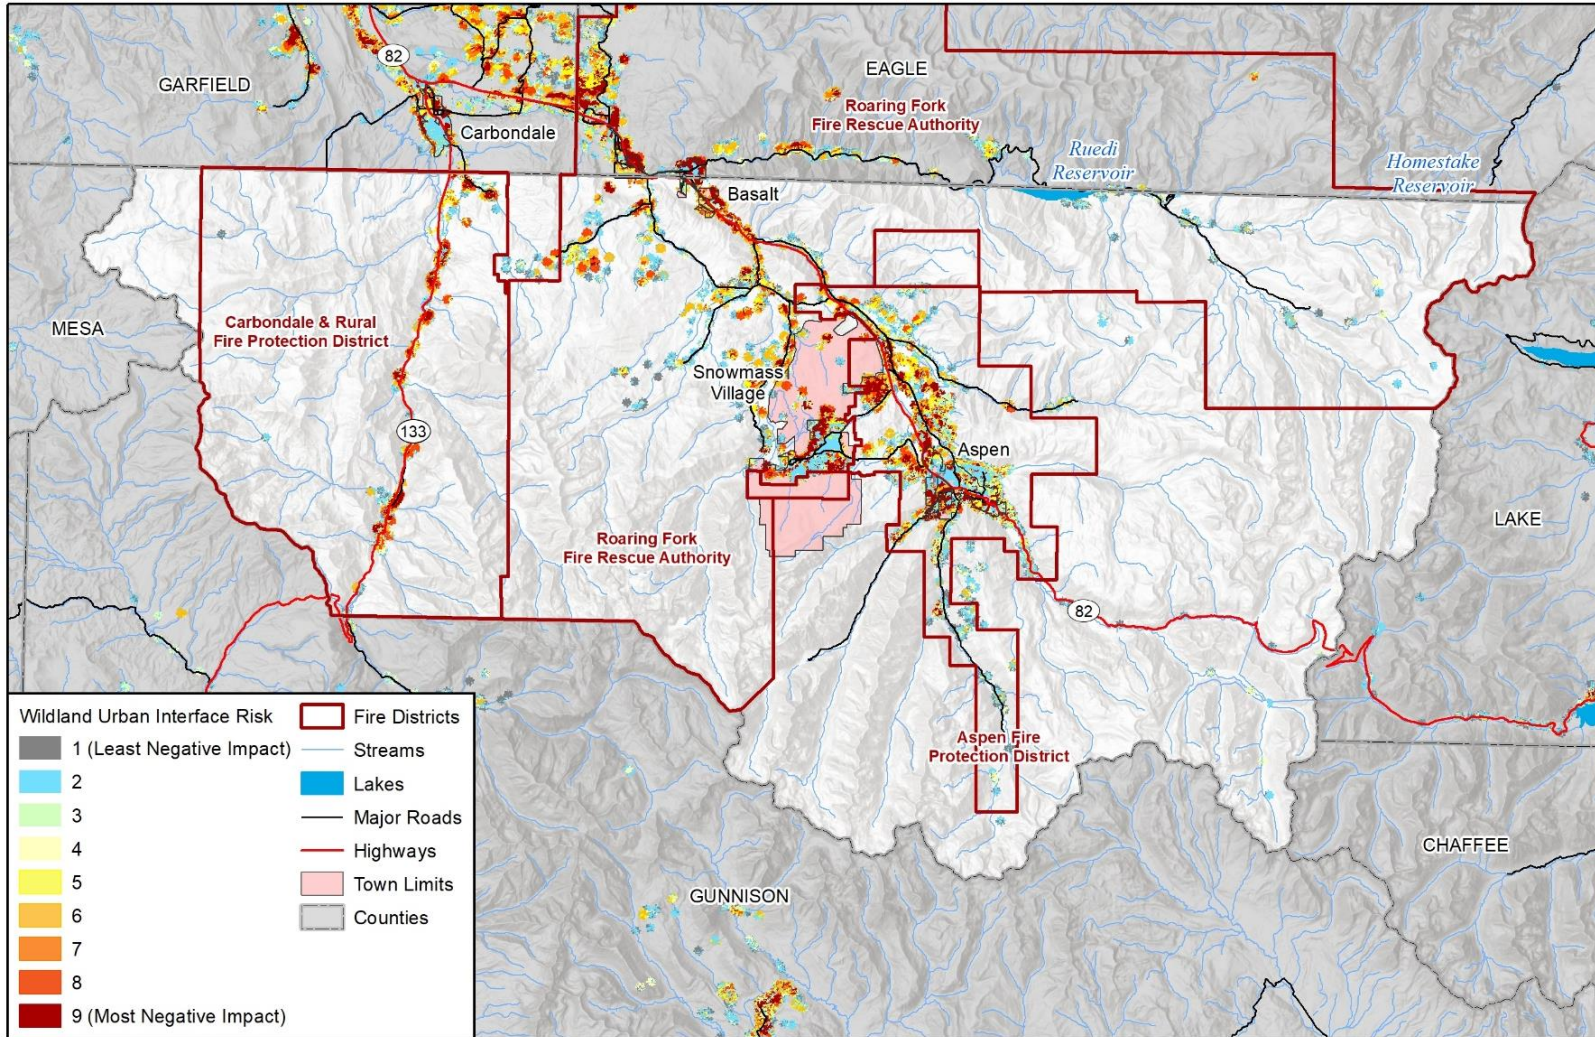 82
GARFIELD
EAGLE
Roaring Fork
Fire Rescue Authority
Carbondale
Ruedi
Reservoir
Homestake
Reservoir
Basalt
MESA
Carbondale & Rural
Fire Protection District
Snowmass
Village
133
Aspen
LAKE
Roaring Fork
Fire Rescue Authority
82
Aspen Fire
Protection District
CHAFFEE
GUNNISON
Wildland Urban Interface Risk
1 (Least Negative Impact)
2
3
4
5
6
7
8
9 (Most Negative Impact)
Fire Districts
Streams
Lakes
Major Roads
Highways
Town Limits
Counties